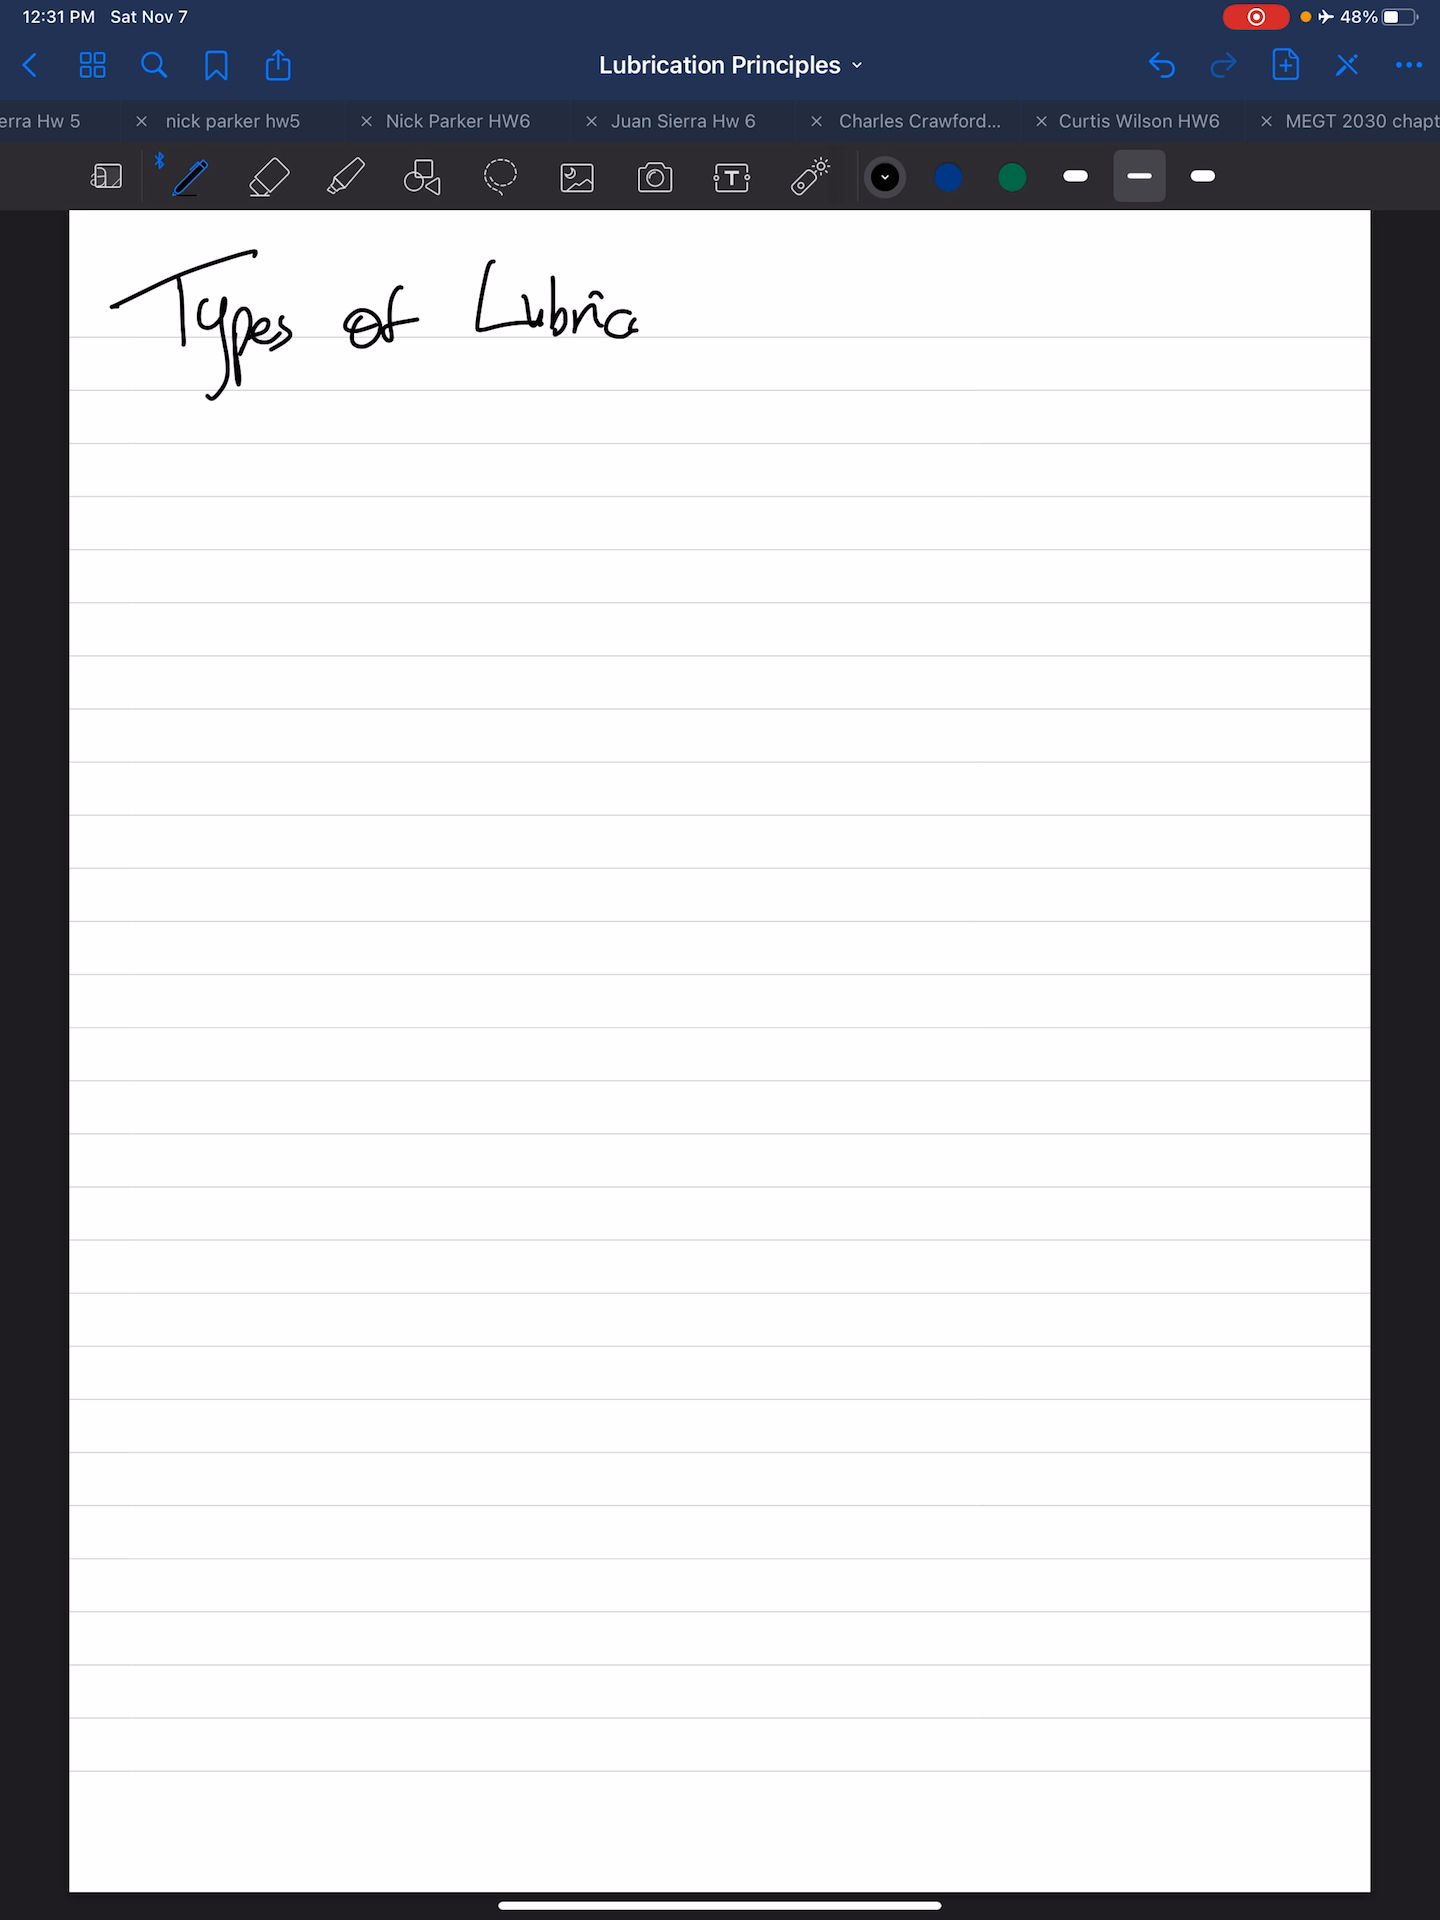 12:31 PM Sat Nov 7 48%
Lubrication Principles
erra Hw 5 nick parker hw5 Nick Parker HW6 Juan Sierra Hw 6 Charles Crawford... Curtis Wilson HW6 MEGT 2030 chapt
Types of Lubrica